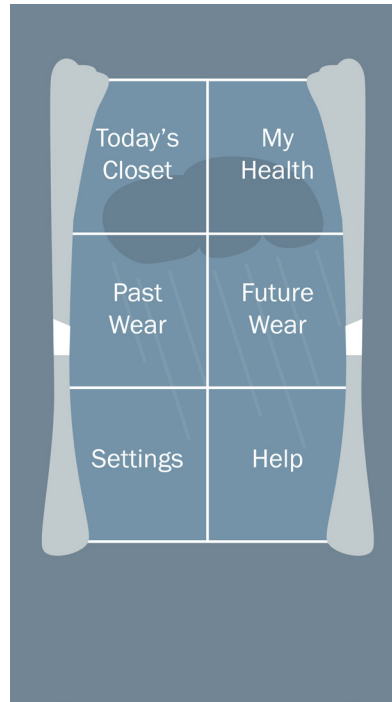 Today's
Closet
My
Health
Past
Wear
Future
Wear
Settings
Help